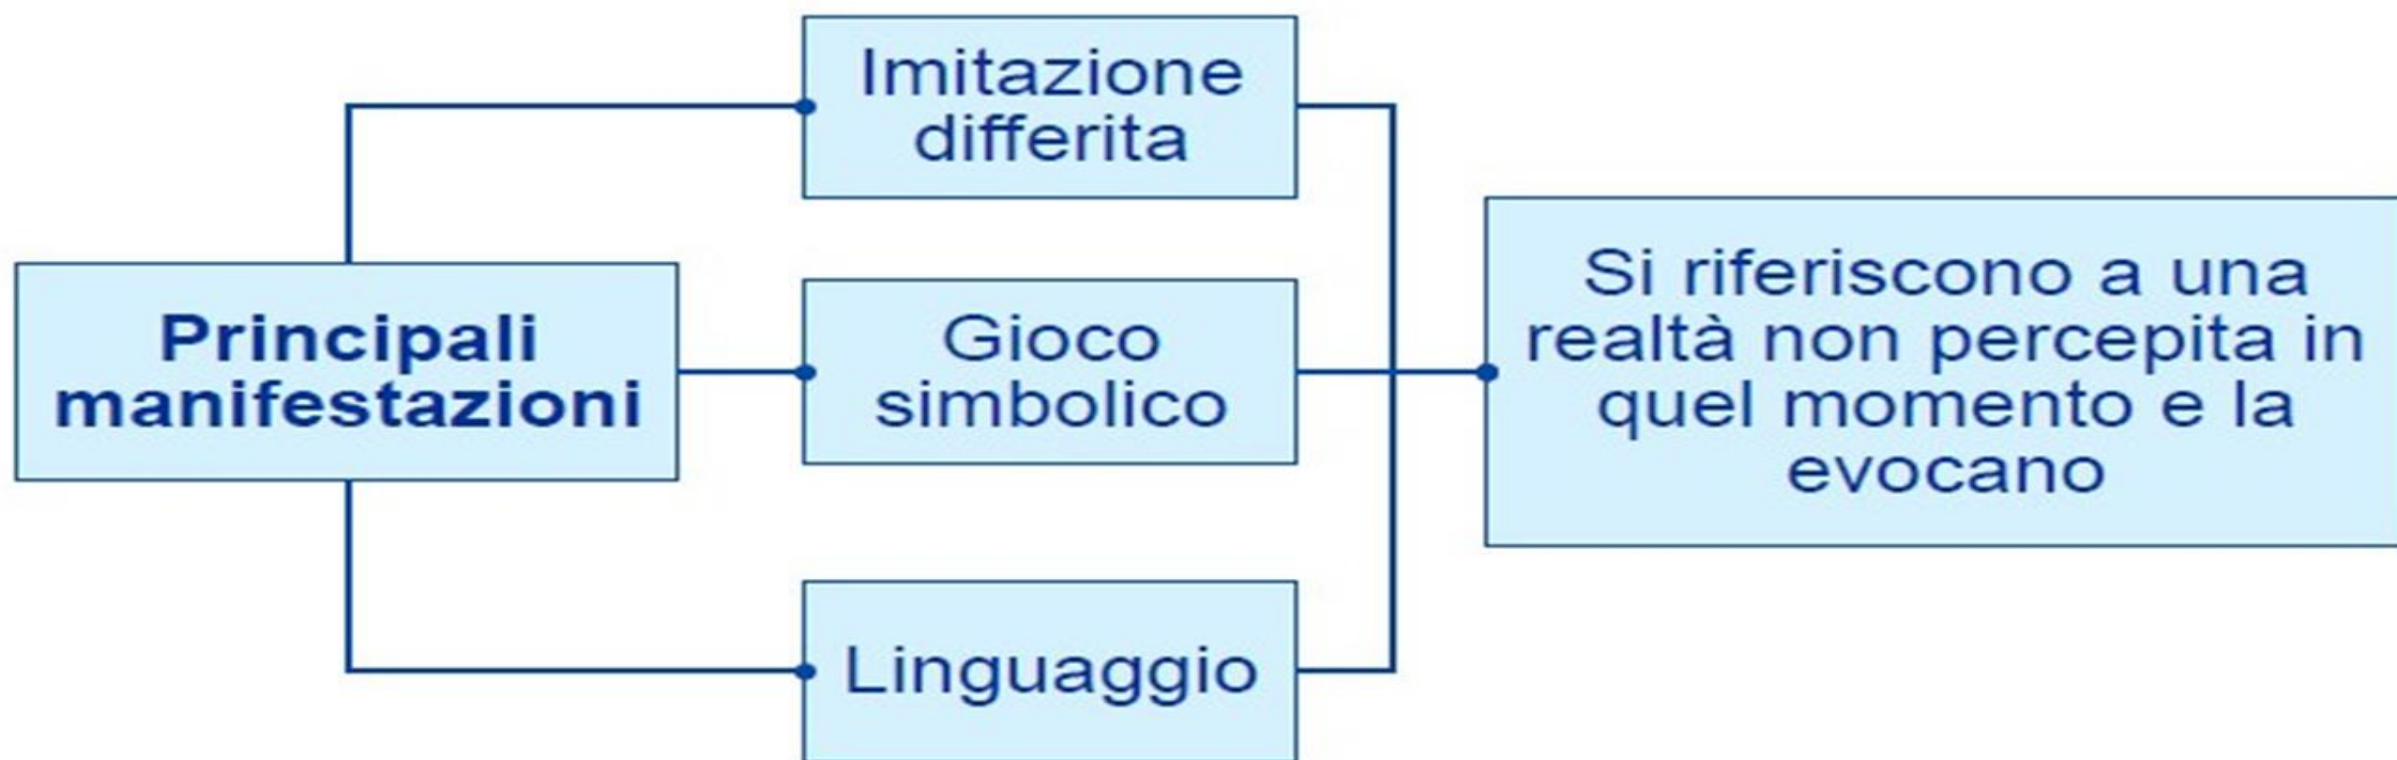 Imitazione
differita
Principali
manifestazioni
Gioco
simbolico
Linguaggio
Si riferiscono a una
realtà non percepita in
quel momento e la
evocano